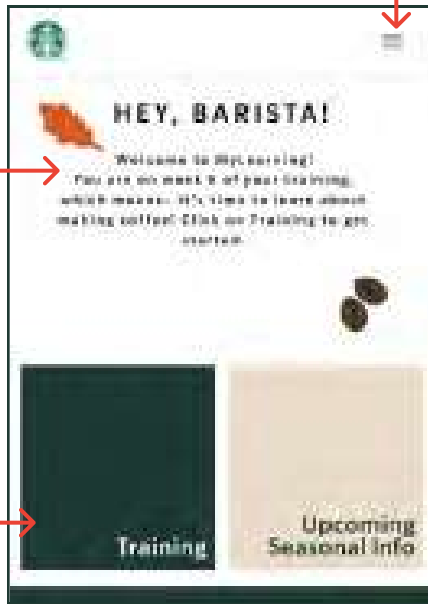 HEY, BARISTA!
Welcome to MyLearning!
You are on week of your training,
which means.. it's time to learn about
making coffee! Click on Training to get
started.
Training
Upcoming
Seasonal Info